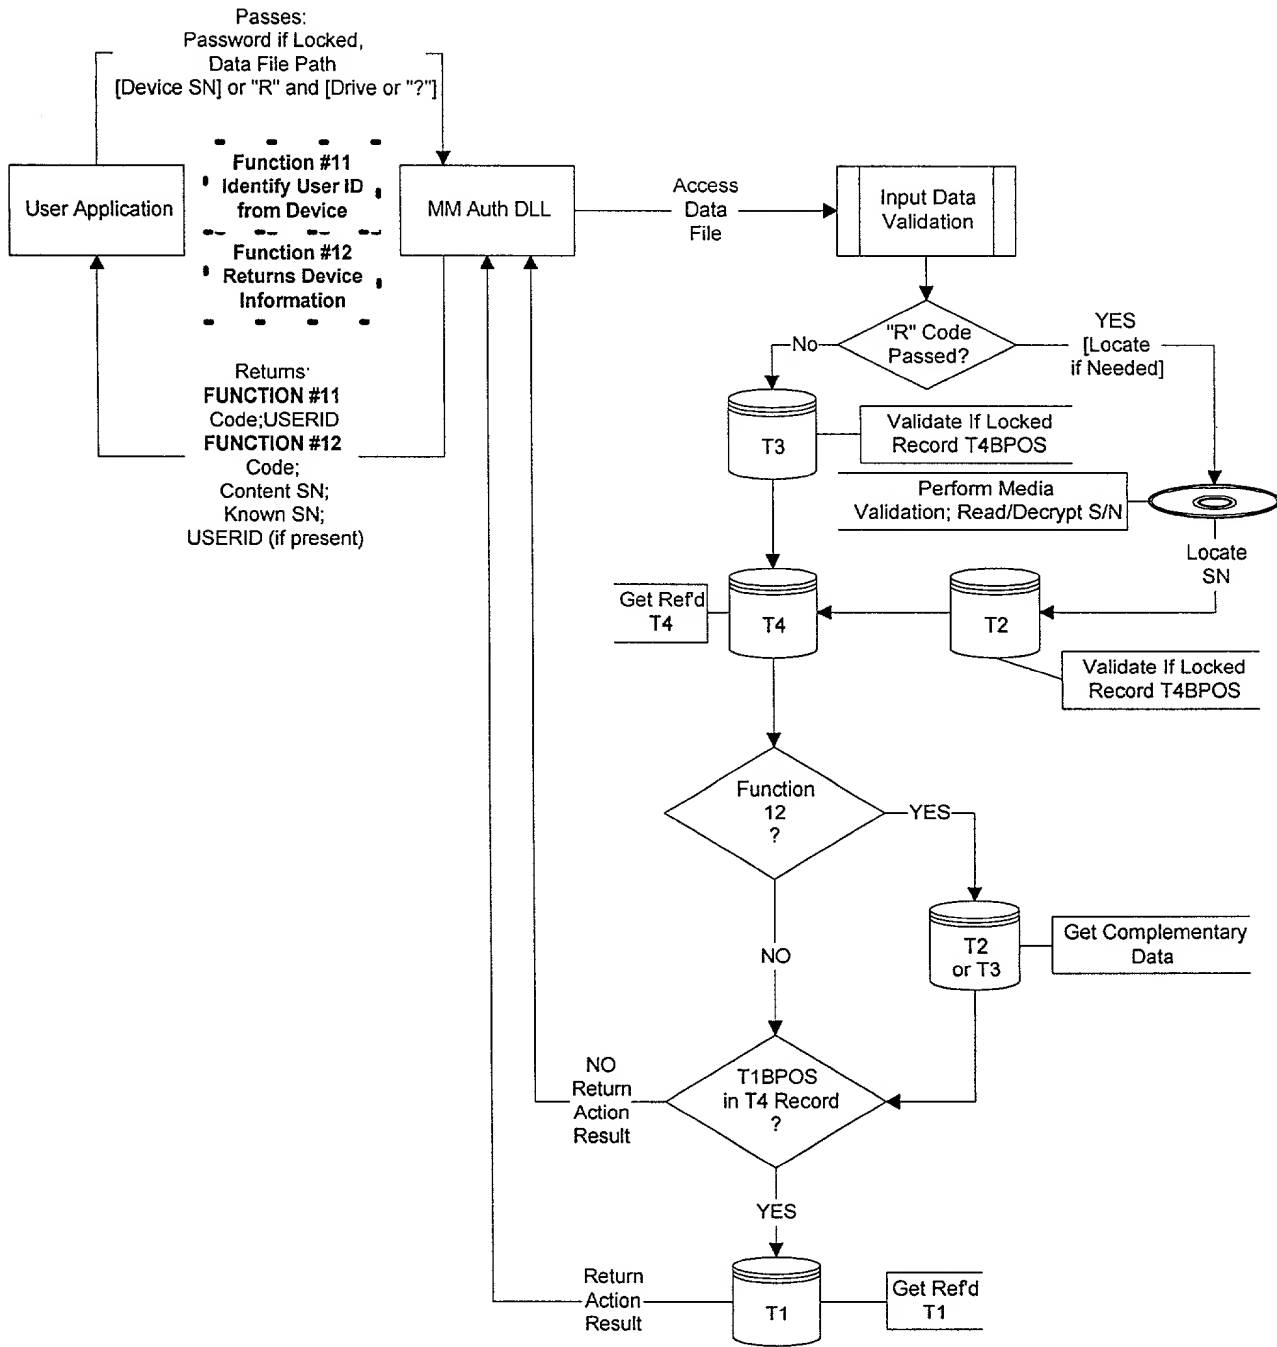 Passes:
Password if Locked,
Data File Path
[Device SN] or "R" and [Drive or "?"]
User Application
Function #11
Identify User ID
from Device
Function #12
Returns Device
Information
MM Auth DLL
Access
Data
File
Input Data
Validation
Returns:
FUNCTION #11
Code;USERID
FUNCTION #12
Code;
Content SN;
Known SN;
USERID (if present)
"R" Code
Passed?
No
YES
[Locate
if Needed]
T3
Validate If Locked
Record T4BPOS
Perform Media
Validation; Read/Decrypt S/N
Locate
SN
Get Ref'd
T4
T4
T2
Validate If Locked
Record T4BPOS
Function
12
?
YES
NO
T2
or T3
Get Complementary
Data
T1BPOS
in T4 Record
?
NO
Return
Action
Result
YES
Return
Action
Result
T1
Get Ref'd
T1